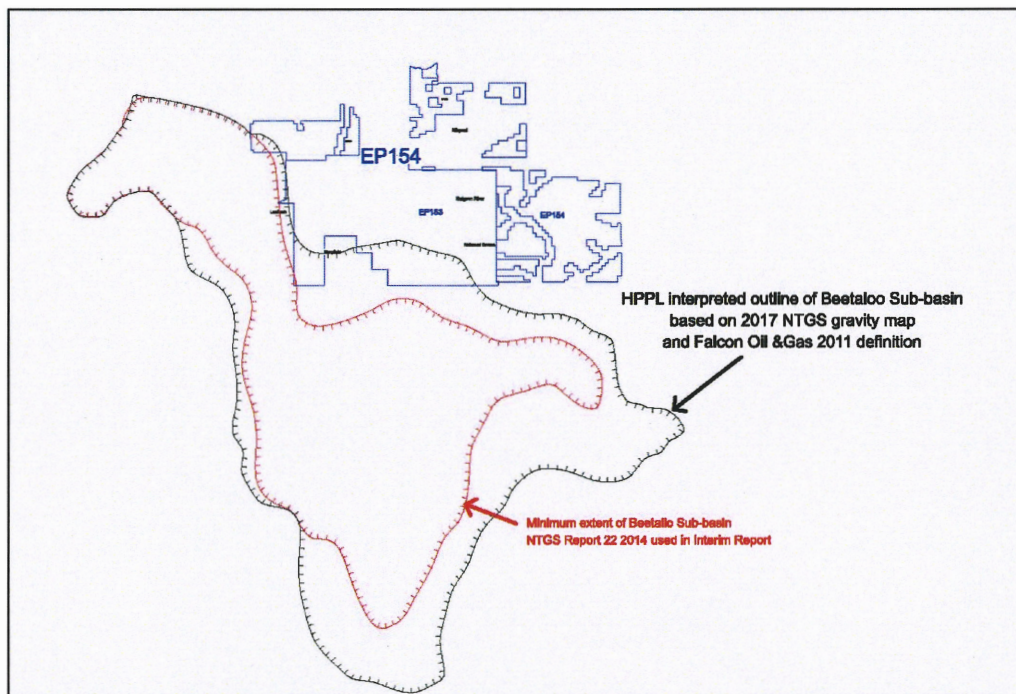 EP154
EP153
EP154
HPPL interpreted outline of Beetaloo Sub-basin
based on 2017 NTGS gravity map
and Falcon Oil &Gas 2011 definition
Minimum extent of Beetallo Sub-basin
NTGS Report 22 2014 used in Interim Report